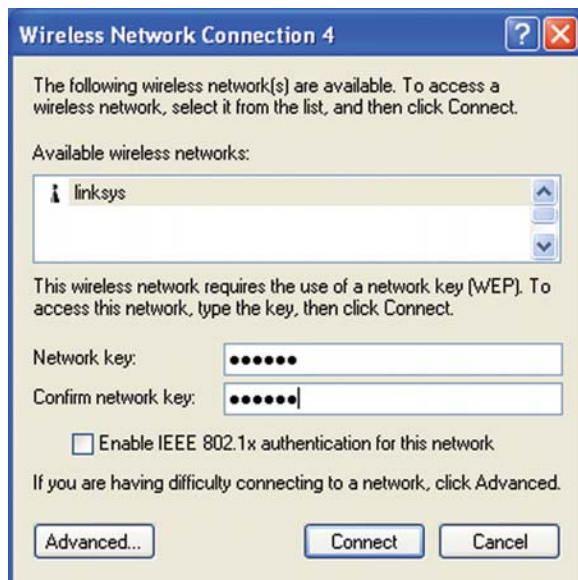 Wireless Network Connection 4
The following wireless network(s) are available. To access a
wireless network, select it from the list, and then click Connect.
Available wireless networks:
linksys
This wireless network requires the use of a network key (WEP). To
access this network, type the key, then click Connect.
Network key: ●●●●●●
Confirm network key: ●●●●●●
Enable IEEE 802.1x authentication for this network
If you are having difficulty connecting to a network, click Advanced.
Advanced... Connect Cancel